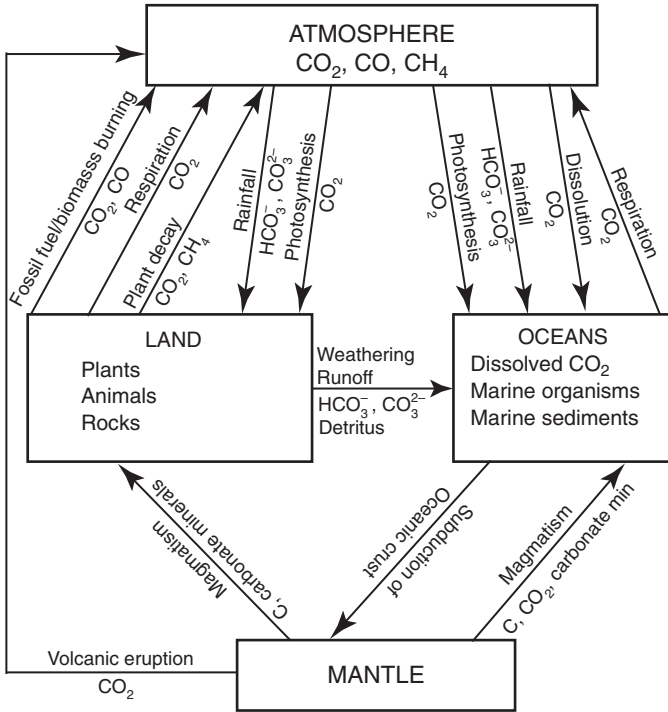 ATMOSPHERE
CO₂, CO, CH₄
Fossil fuel/biomasss burning
CO₂, CO
Respiration
CO₂
Plant decay
CO₂, CH₄
Rainfall
HCO₃⁻, CO₃²⁻
Photosynthesis
CO₂
Photosynthesis
CO₂
Rainfall
HCO₃⁻, CO₃²⁻
Dissolution
CO₂
Respiration
CO₂
LAND
Plants
Animals
Rocks
Weathering
Runoff
HCO₃⁻, CO₃²⁻
Detritus
OCEANS
Dissolved CO₂
Marine organisms
Marine sediments
Magmatism
C, carbonate minerals
Subduction of
Oceanic crust
Magmatism
C, CO₂, carbonate min
Volcanic eruption
CO₂
MANTLE